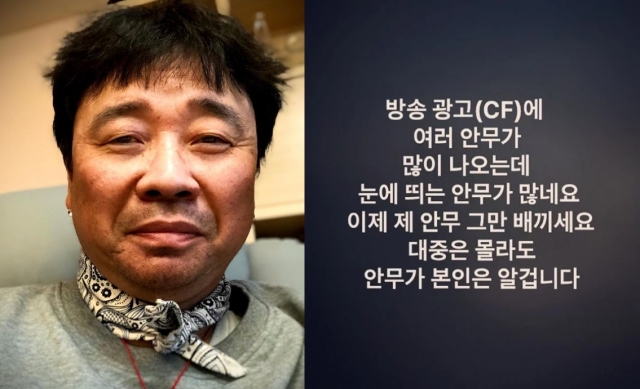 방송 광고(CF)에
여러 안무가
많이 나오는데
눈에 띄는 안무가 많네요
이제 제 안무 그만 배끼세요
대중은 몰라도
안무가 본인은 알겁니다